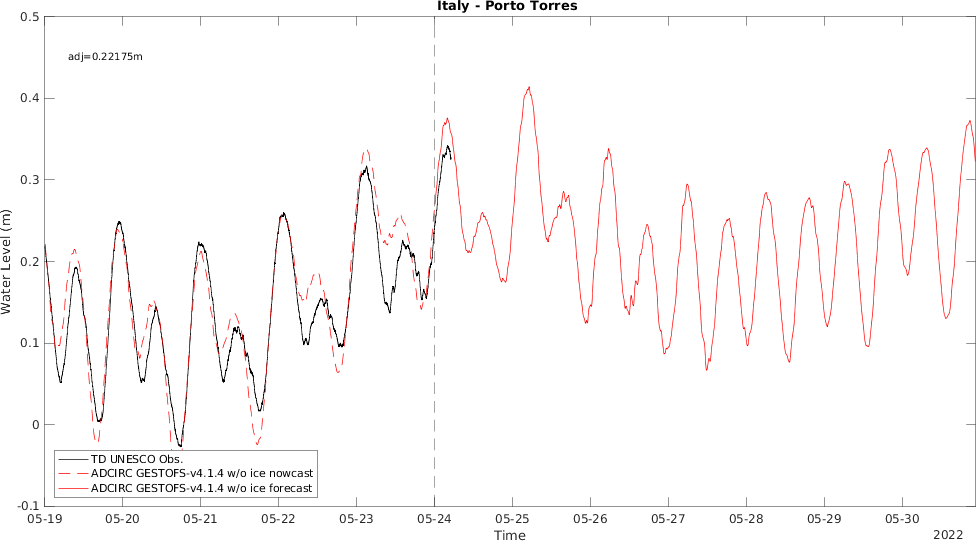 Italy - Porto Torres
adj=0.22175m
Water Level (m)
0.5
0.4
0.3
0.2
0.1
0
-0.1
TD UNESCO Obs.
ADCIRC GESTOFS-v4.1.4 w/o ice nowcast
ADCIRC GESTOFS-v4.1.4 w/o ice forecast
05-19 05-20 05-21 05-22 05-23 05-24 05-25 05-26 05-27 05-28 05-29 05-30
Time
2022